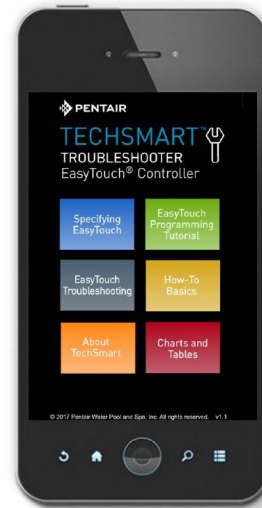 PENTAIR
TECHSMART™
TROUBLESHOOTER
EasyTouch® Controller
Specifying
EasyTouch
EasyTouch
Programming
Tutorial
EasyTouch
Troubleshooting
How-To
Basics
About
TechSmart
Charts and
Tables
© 2017 Pentair Water Pool and Spa, Inc. All rights reserved. v1.1